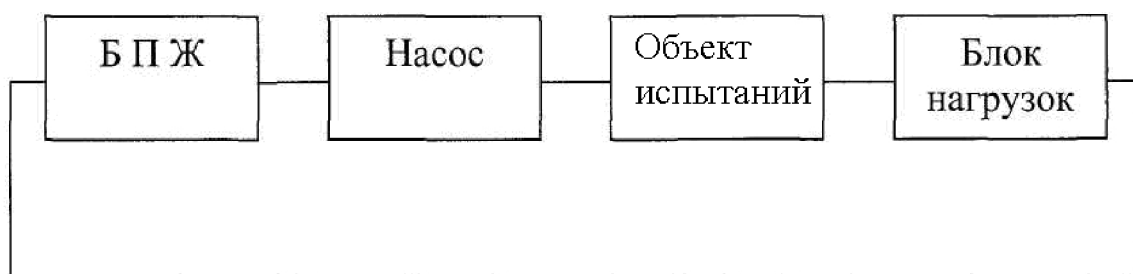 Б П Ж
Насос
Объект
испытаний
Блок
нагрузок